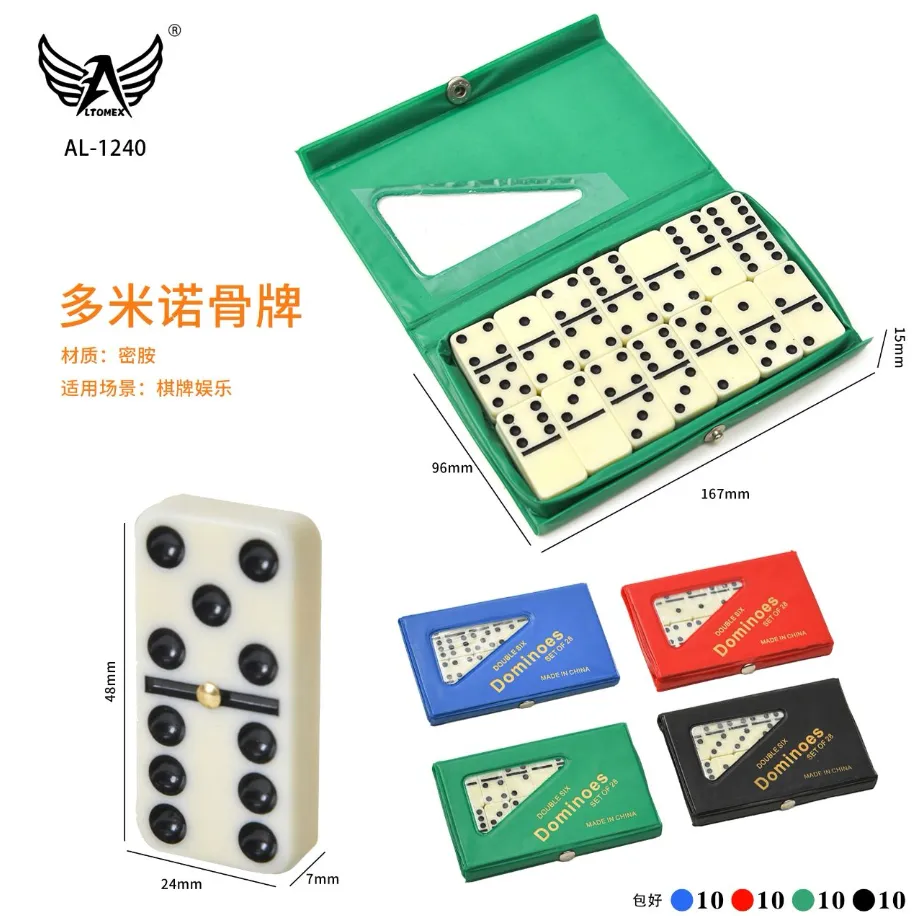 ®
ALTOMEX
AL-1240
多米诺骨牌
材质：密胺
适用场景：棋牌娱乐
15mm
96mm
167mm
48mm
24mm
7mm
DOUBLE SIX
Dominoes
SET OF 28
MADE IN CHINA
DOUBLE SIX
Dominoes
SET OF 28
MADE IN CHINA
DOUBLE SIX
Dominoes
SET OF 28
MADE IN CHINA
DOUBLE SIX
Dominoes
SET OF 28
MADE IN CHINA
包好 10 10 10 10